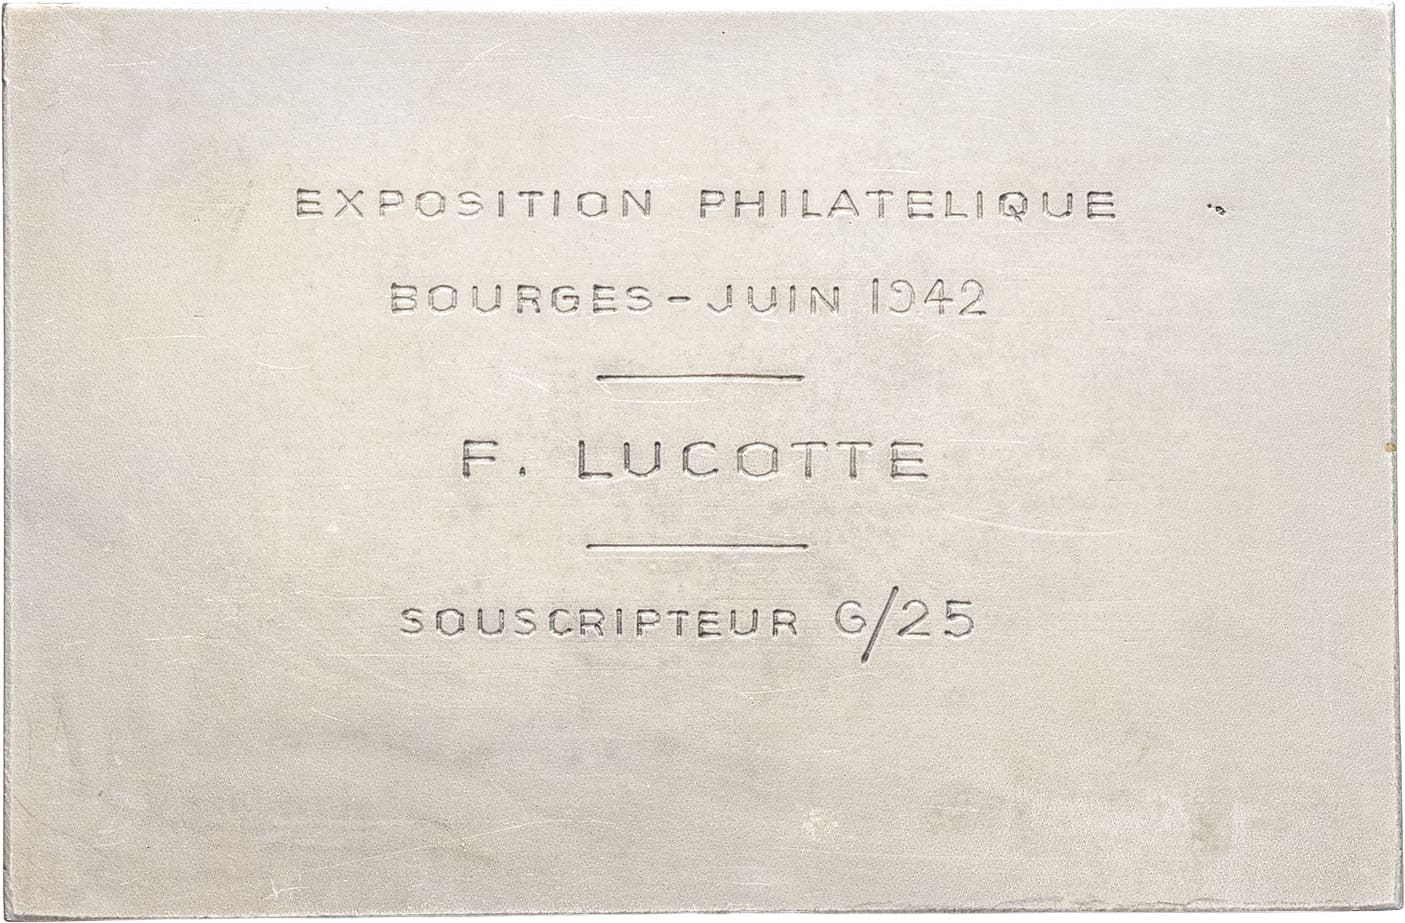 EXPOSITION PHILATELIQUE
BOURGES - JUIN 1942
F. LUCOTTE
SOUSCRIPTEUR 6/25